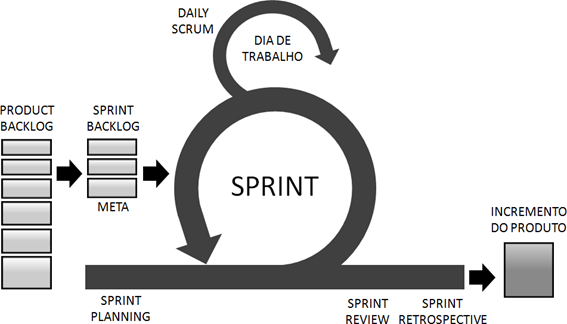 DAILY
SCRUM
DIA DE
TRABALHO
PRODUCT
BACKLOG
SPRINT
BACKLOG
META
SPRINT
INCREMENTO
DO PRODUTO
SPRINT
PLANNING
SPRINT
REVIEW
SPRINT
RETROSPECTIVE